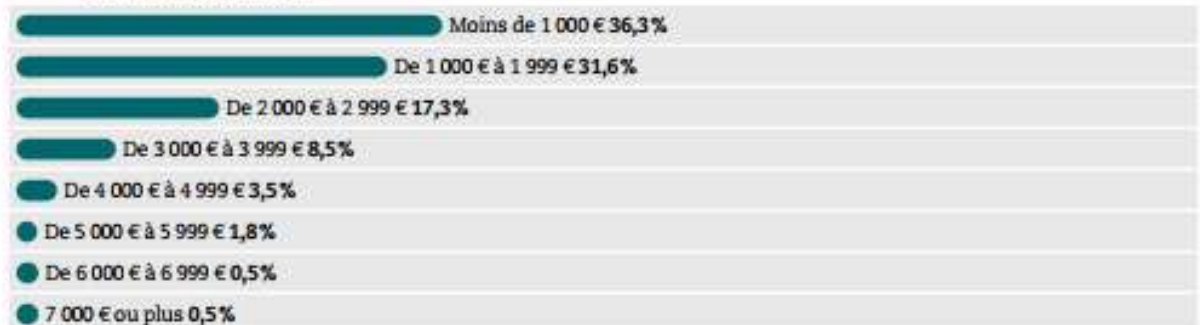 Moins de 1 000 € 36,3%
De 1 000 € à 1 999 € 31,6%
De 2 000 € à 2 999 € 17,3%
De 3 000 € à 3 999 € 8,5%
De 4 000 € à 4 999 € 3,5%
De 5 000 € à 5 999 € 1,8%
De 6 000 € à 6 999 € 0,5%
7 000 € ou plus 0,5%